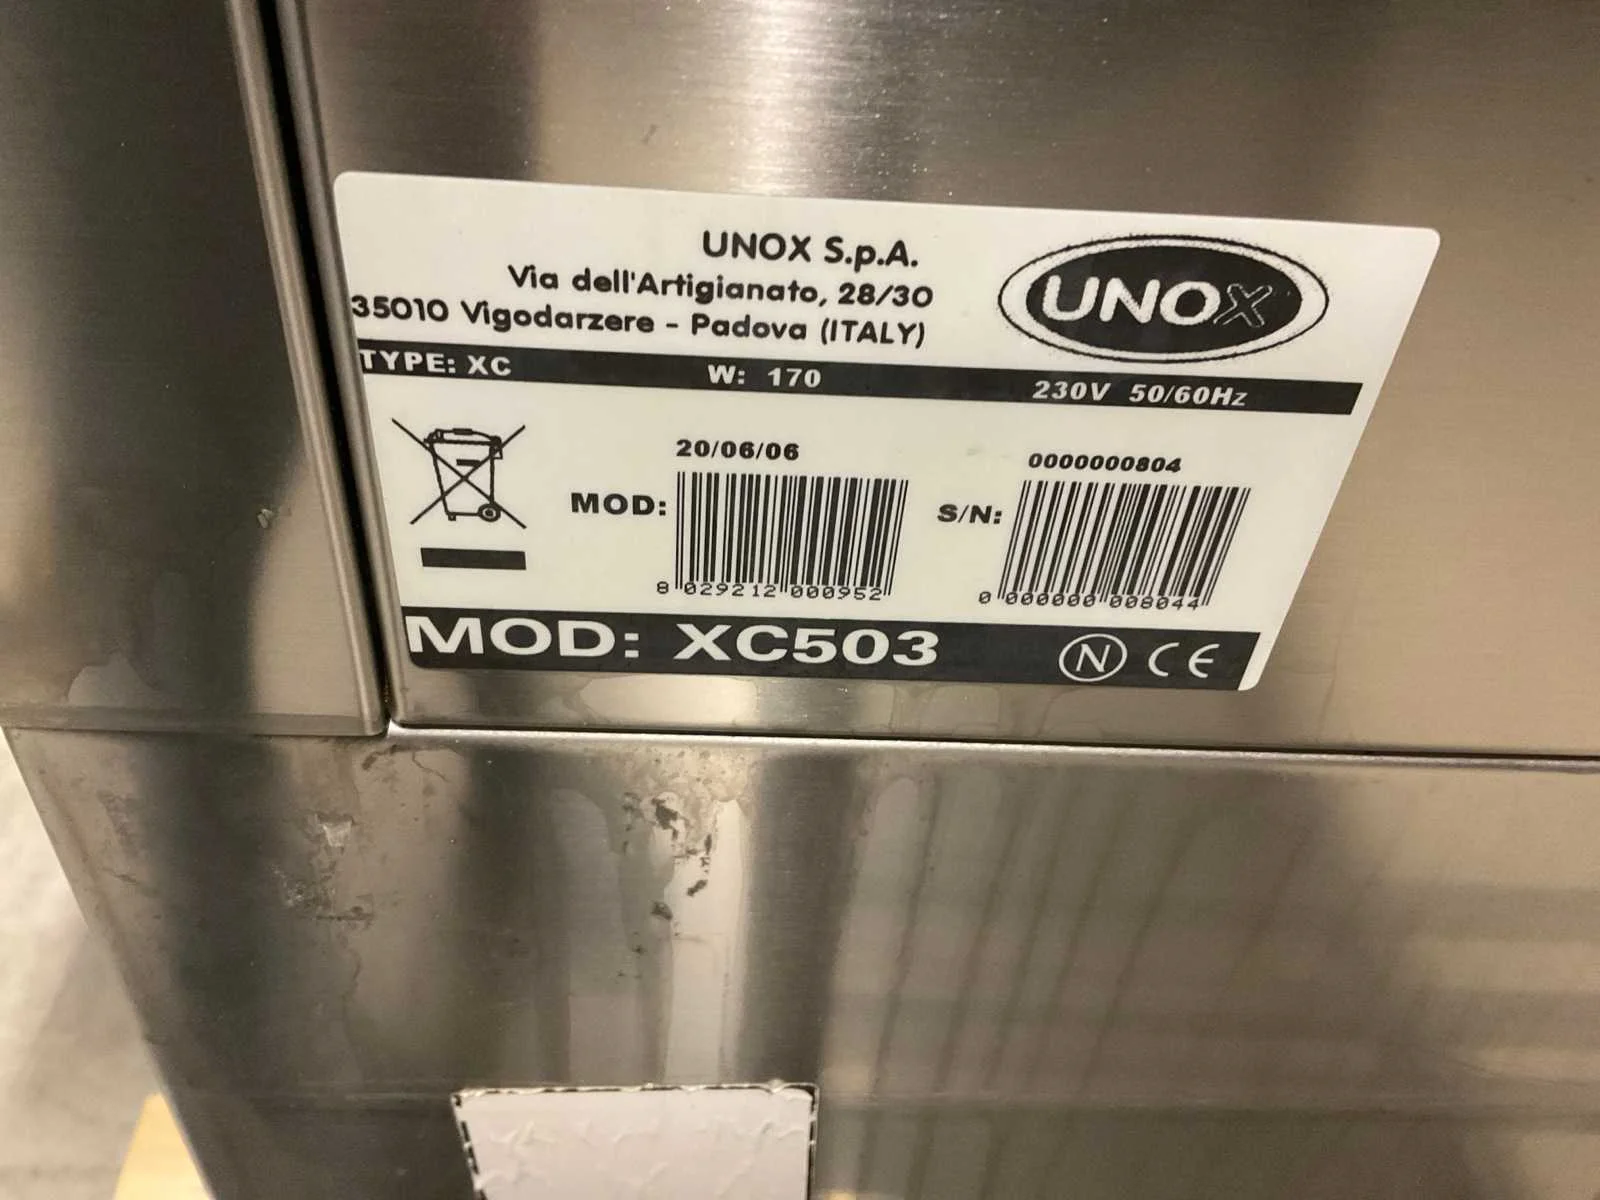 UNOX S.p.A.
Via dell'Artigianato, 28/30
35010 Vigodarzere - Padova (ITALY)
UNOX
TYPE: XC W: 170 230V 50/60Hz
20/06/06 0000000804
MOD: S/N:
8 029212 000952 0 000000 008044
MOD: XC503 N CE